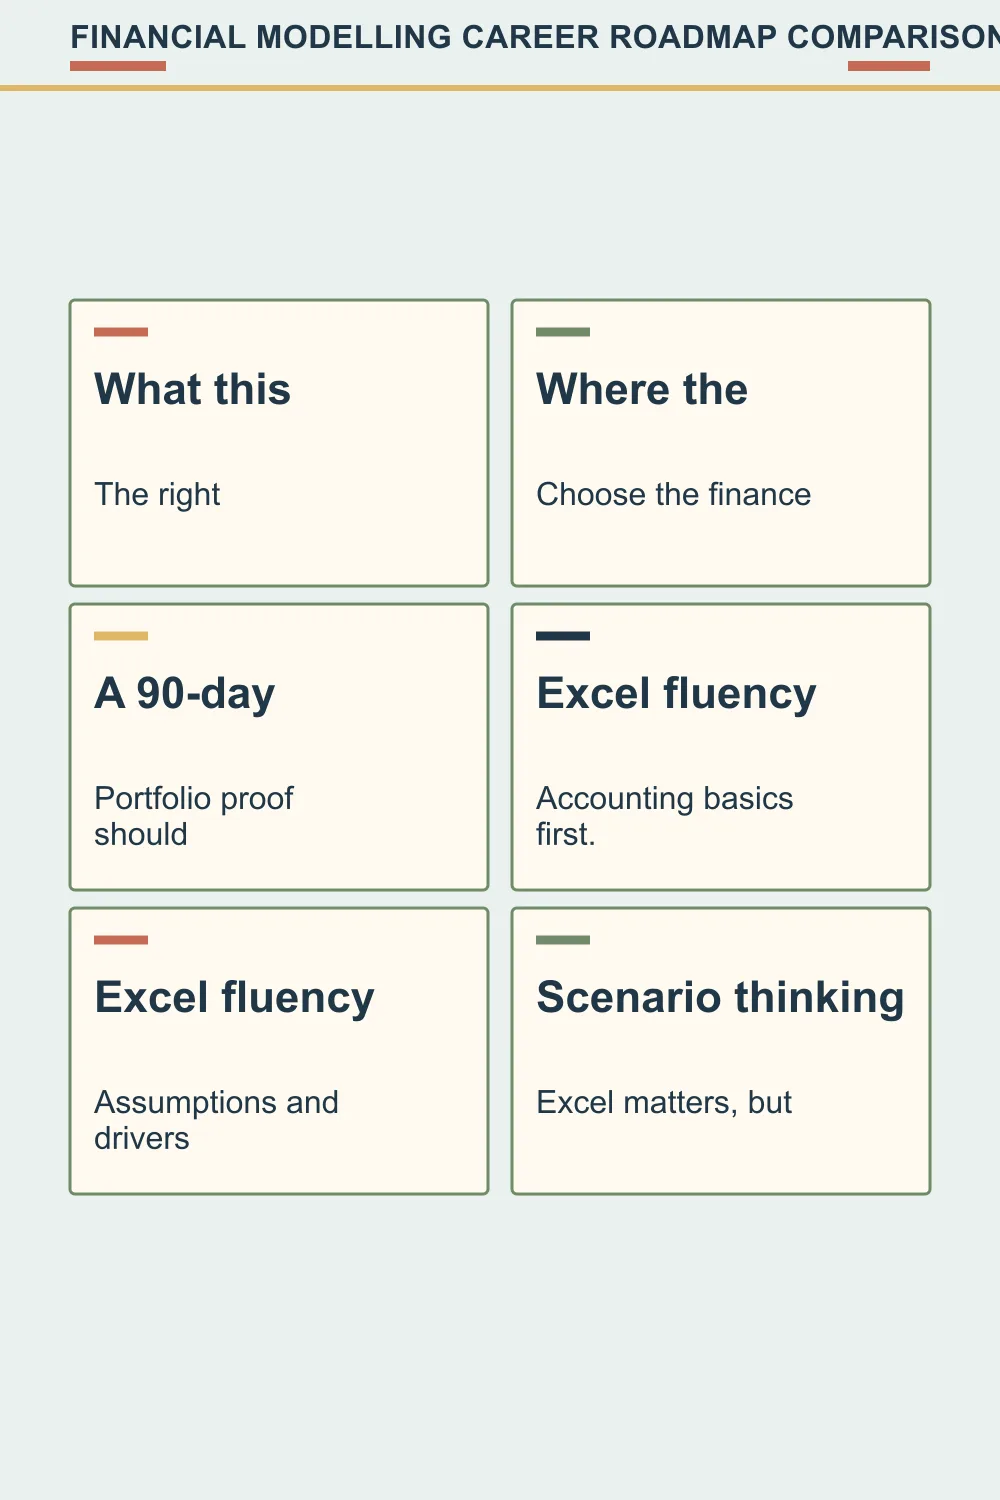 FINANCIAL MODELLING CAREER ROADMAP COMPARISON
What this
The right
Where the
Choose the finance
A 90-day
Portfolio proof
should
Excel fluency
Accounting basics
first.
Excel fluency
Assumptions and
drivers
Scenario thinking
Excel matters, but